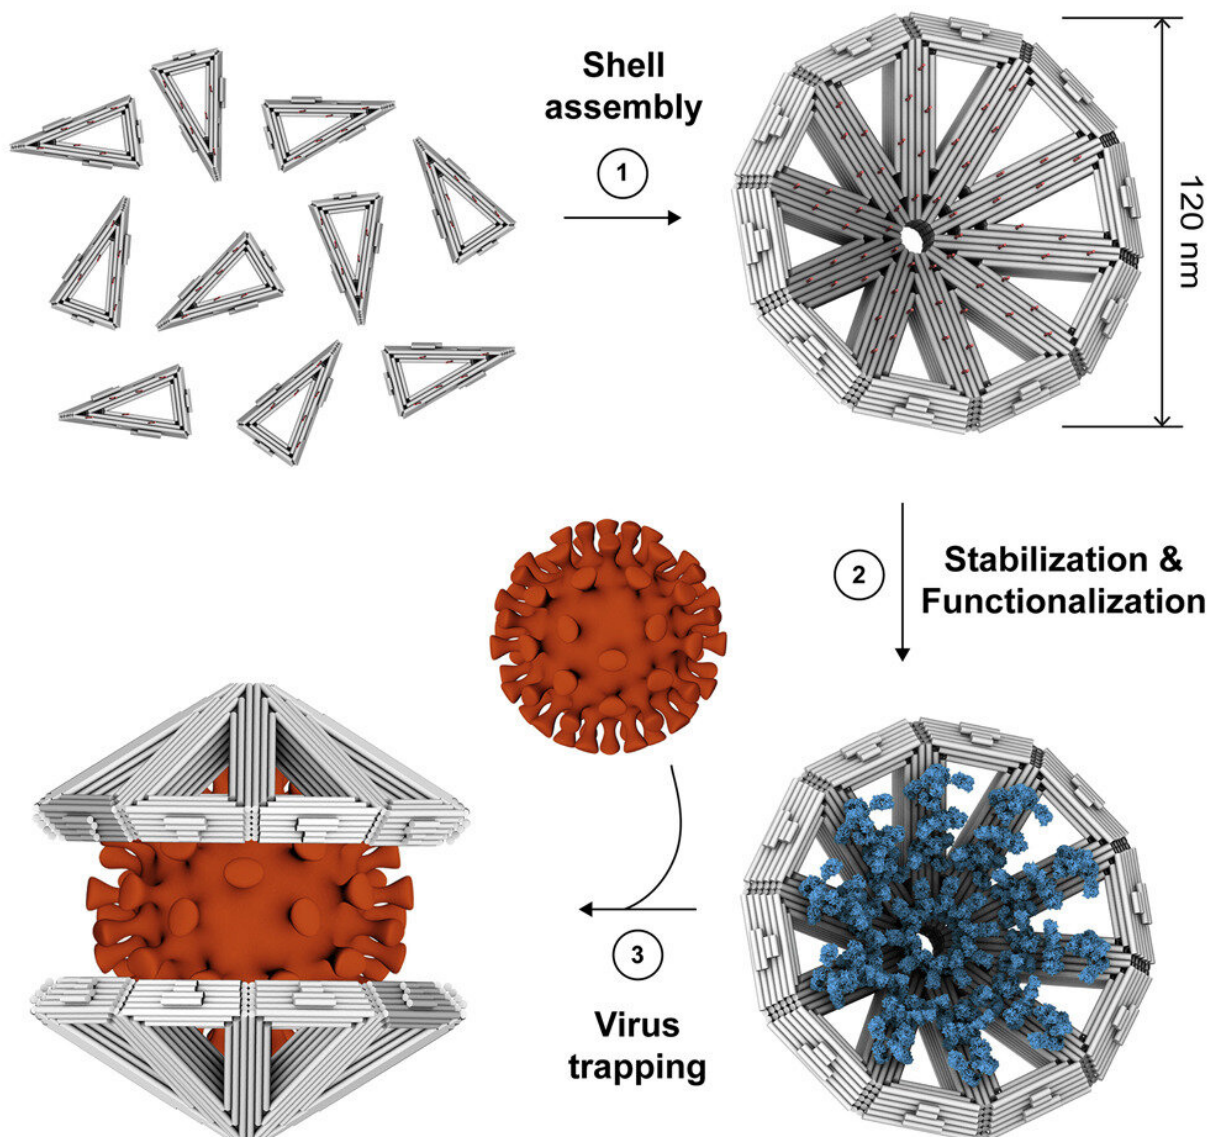 Shell
assembly
1
120 nm
2
Stabilization &
Functionalization
3
Virus
trapping